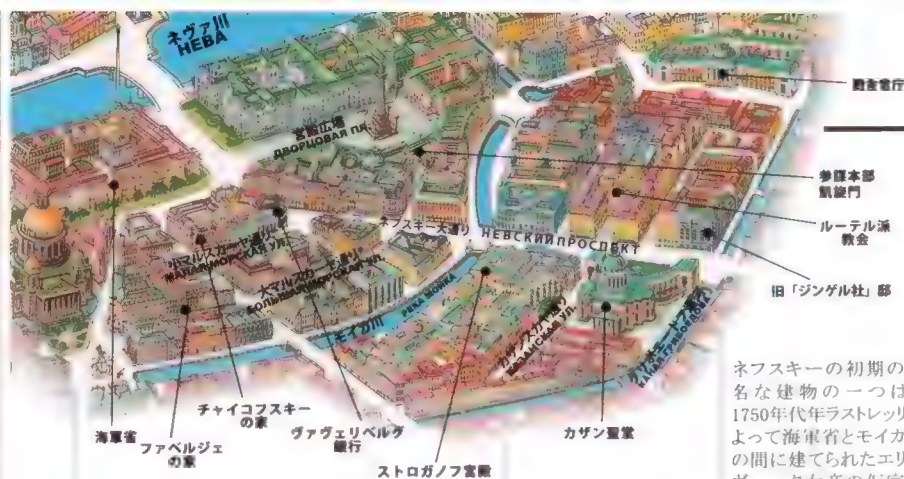 ネヴァ川
НЕВА
宮殿広場
ДВОРЦОВАЯ ПЛ.
参謀本部
凱旋門
ルーテル派
教会
旧「ジンゲル社」邸
ネフスキー大通り НЕВСКИЙ ПРОСПЕКТ
小マルスカーヤ通り
МАЛАЯ МОРСКАЯ УЛ.
大マルスカーヤ通り
БОЛЬШАЯ МОРСКАЯ УЛ.
モイカ川 РЕКА МОЙКА
カザンスカヤ通り
КАЗАНСКАЯ УЛ.
海軍省
ファベルジェ
の家
チャイコフスキー
の家
ヴァヴェリベルグ
銀行
ストロガノフ宮殿
カザン聖堂
ネフスキーの初期の
名な建物の一つは
1750年代年ラストレッリ
よって海軍省とモイカ
の間に建てられたエリ